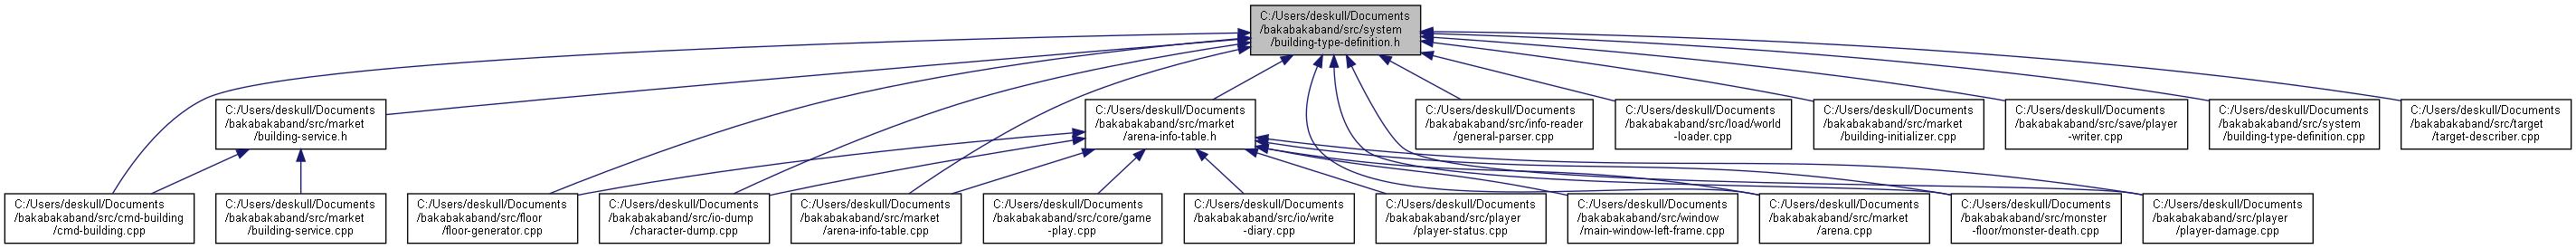 C:/Users/deskull/Documents
/bakabakaband/src/system
/building-type-definition.h
C:/Users/deskull/Documents
/bakabakaband/src/market
/building-service.h
C:/Users/deskull/Documents
/bakabakaband/src/market
/arena-info-table.h
C:/Users/deskull/Documents
/bakabakaband/src/info-reader
/general-parser.cpp
C:/Users/deskull/Documents
/bakabakaband/src/load/world
-loader.cpp
C:/Users/deskull/Documents
/bakabakaband/src/market
/building-initializer.cpp
C:/Users/deskull/Documents
/bakabakaband/src/save/player
-writer.cpp
C:/Users/deskull/Documents
/bakabakaband/src/system
/building-type-definition.cpp
C:/Users/deskull/Documents
/bakabakaband/src/target
/target-describer.cpp
C:/Users/deskull/Documents
/bakabakaband/src/cmd-building
/cmd-building.cpp
C:/Users/deskull/Documents
/bakabakaband/src/market
/building-service.cpp
C:/Users/deskull/Documents
/bakabakaband/src/floor
/floor-generator.cpp
C:/Users/deskull/Documents
/bakabakaband/src/io-dump
/character-dump.cpp
C:/Users/deskull/Documents
/bakabakaband/src/market
/arena-info-table.cpp
C:/Users/deskull/Documents
/bakabakaband/src/core/game
-play.cpp
C:/Users/deskull/Documents
/bakabakaband/src/io/write
-diary.cpp
C:/Users/deskull/Documents
/bakabakaband/src/player
/player-status.cpp
C:/Users/deskull/Documents
/bakabakaband/src/window
/main-window-left-frame.cpp
C:/Users/deskull/Documents
/bakabakaband/src/market
/arena.cpp
C:/Users/deskull/Documents
/bakabakaband/src/monster
-floor/monster-death.cpp
C:/Users/deskull/Documents
/bakabakaband/src/player
/player-damage.cpp